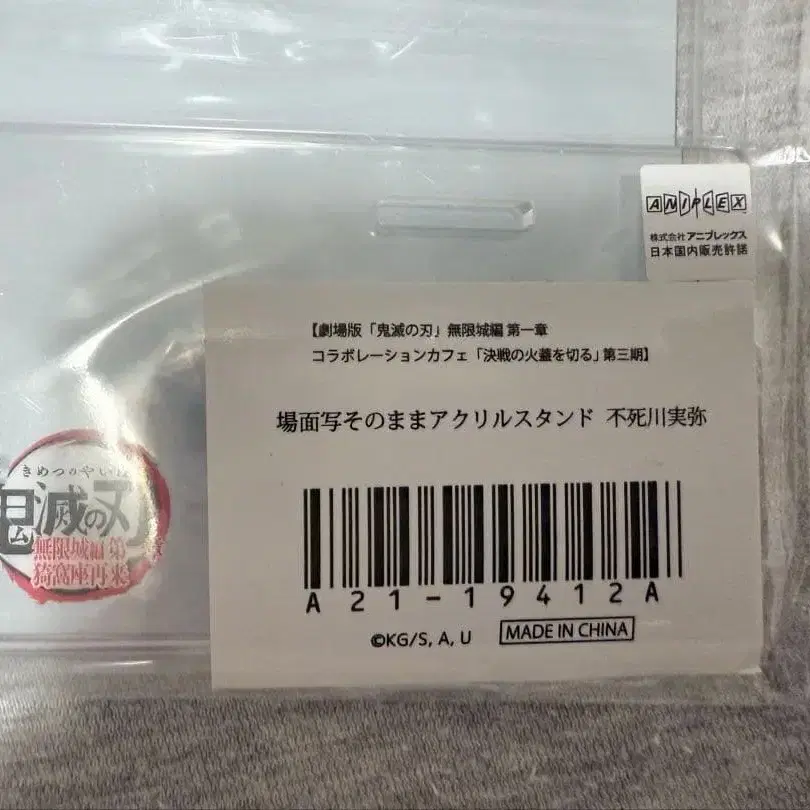 ANIPLEX
株式会社アニプレックス
日本国内販売許諾
【劇場版「鬼滅の刃」無限城編 第一章
コラボレーションカフェ「決戦の火蓋を切る」第三期】
場面写そのままアクリルスタンド 不死川実弥
きめつのやいば
鬼滅の刃
無限城編 第
猗窩座再来
A21-19412A
©KG/S, A, U
MADE IN CHINA